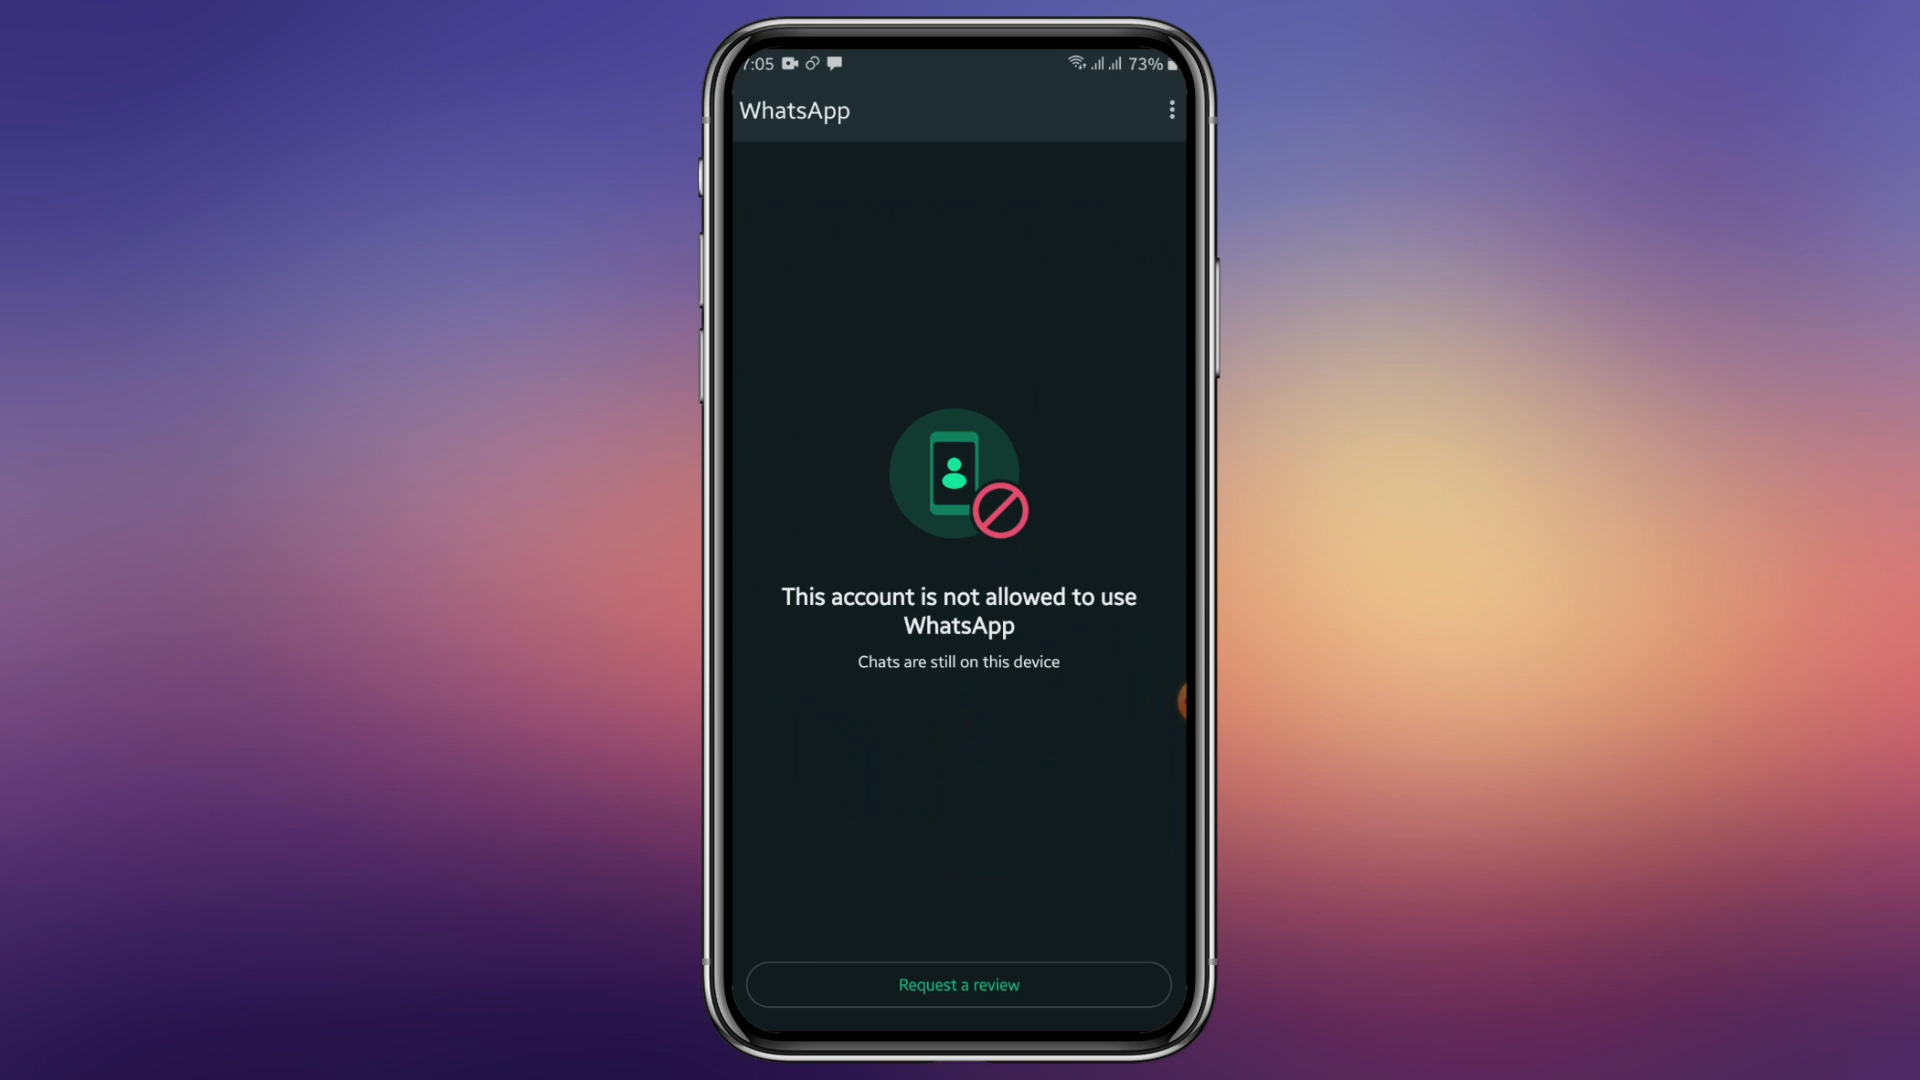 7:05 73%
WhatsApp
This account is not allowed to use
WhatsApp
Chats are still on this device
Request a review